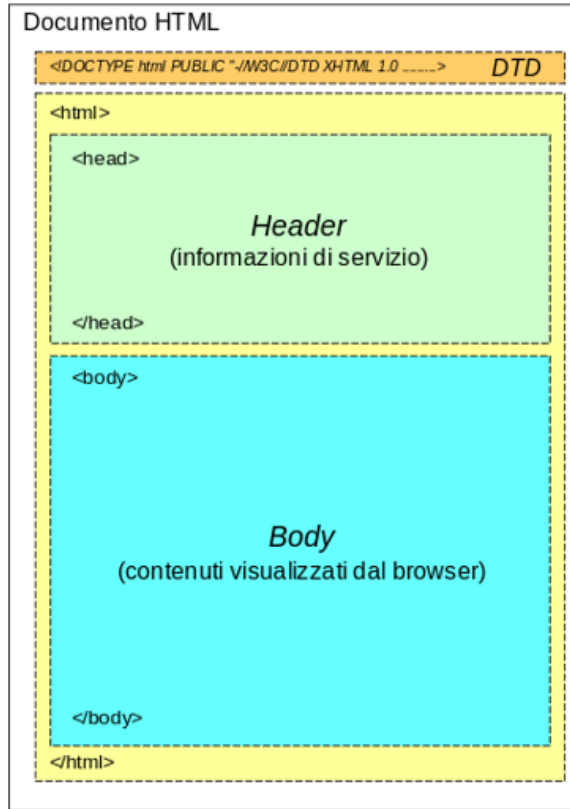 Documento HTML
<!DOCTYPE html PUBLIC "-//W3C//DTD XHTML 1.0 ......> DTD
<html>
<head>
Header
(informazioni di servizio)
</head>
<body>
Body
(contenuti visualizzati dal browser)
</body>
</html>